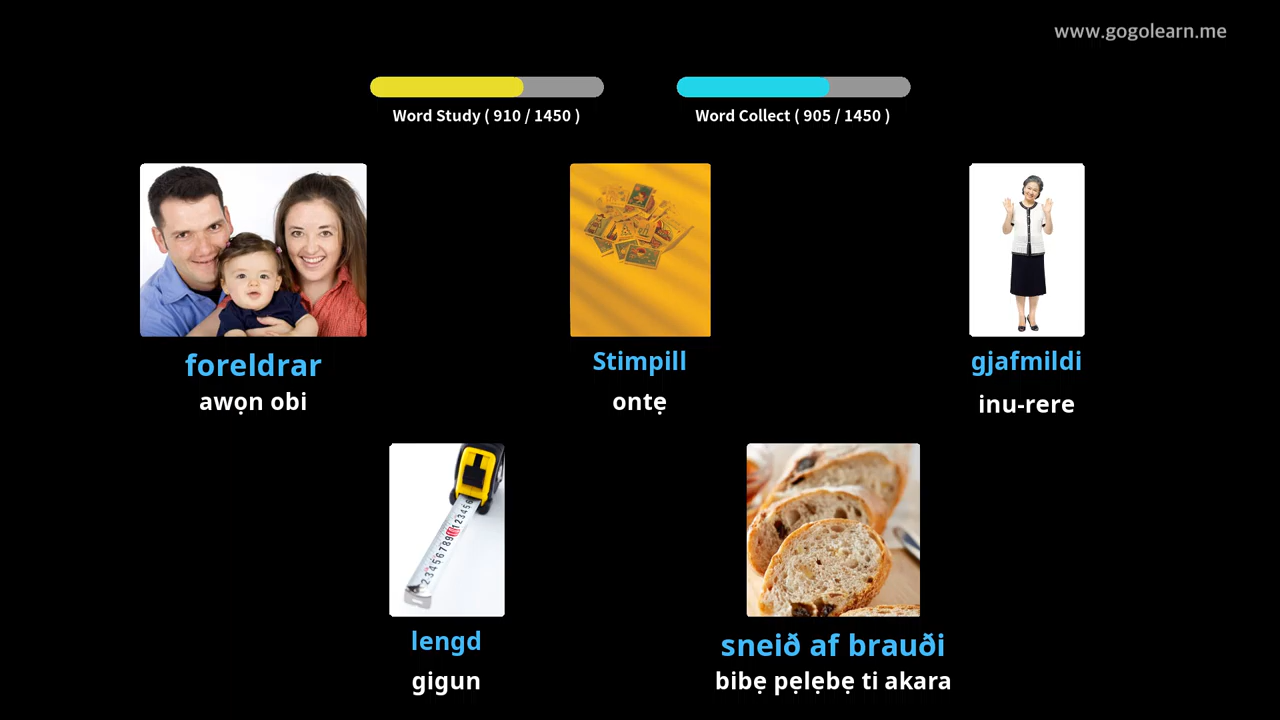 www.gogolearn.me
Word Study ( 910 / 1450 )
Word Collect ( 905 / 1450 )
foreldrar
awọn obi
Stimpill
ontẹ
gjafmildi
inu-rere
lengd
gigun
sneið af brauði
bibẹ pẹlẹbẹ ti akara